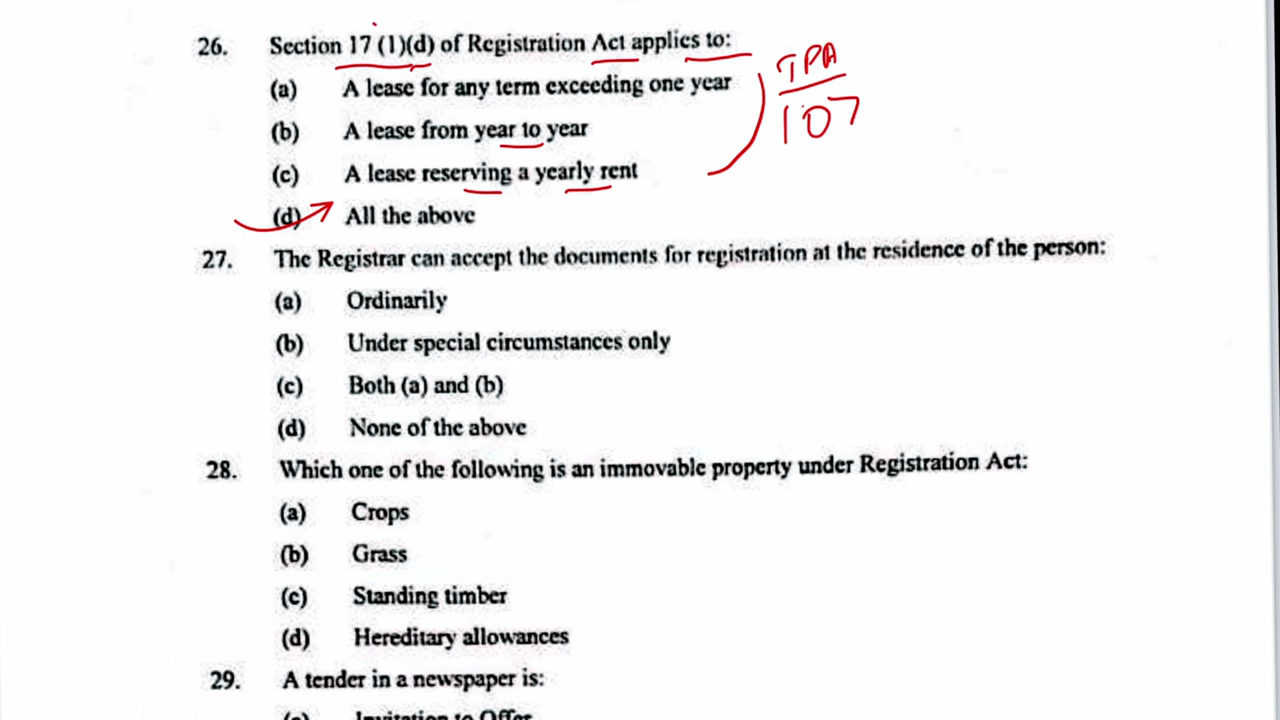 26. Section 17 (1)(d) of Registration Act applies to:
(a) A lease for any term exceeding one year
(b) A lease from year to year
(c) A lease reserving a yearly rent
(d) All the above
TPA
107
27. The Registrar can accept the documents for registration at the residence of the person:
(a) Ordinarily
(b) Under special circumstances only
(c) Both (a) and (b)
(d) None of the above
28. Which one of the following is an immovable property under Registration Act:
(a) Crops
(b) Grass
(c) Standing timber
(d) Hereditary allowances
29. A tender in a newspaper is:
(a) Invitation to Offer